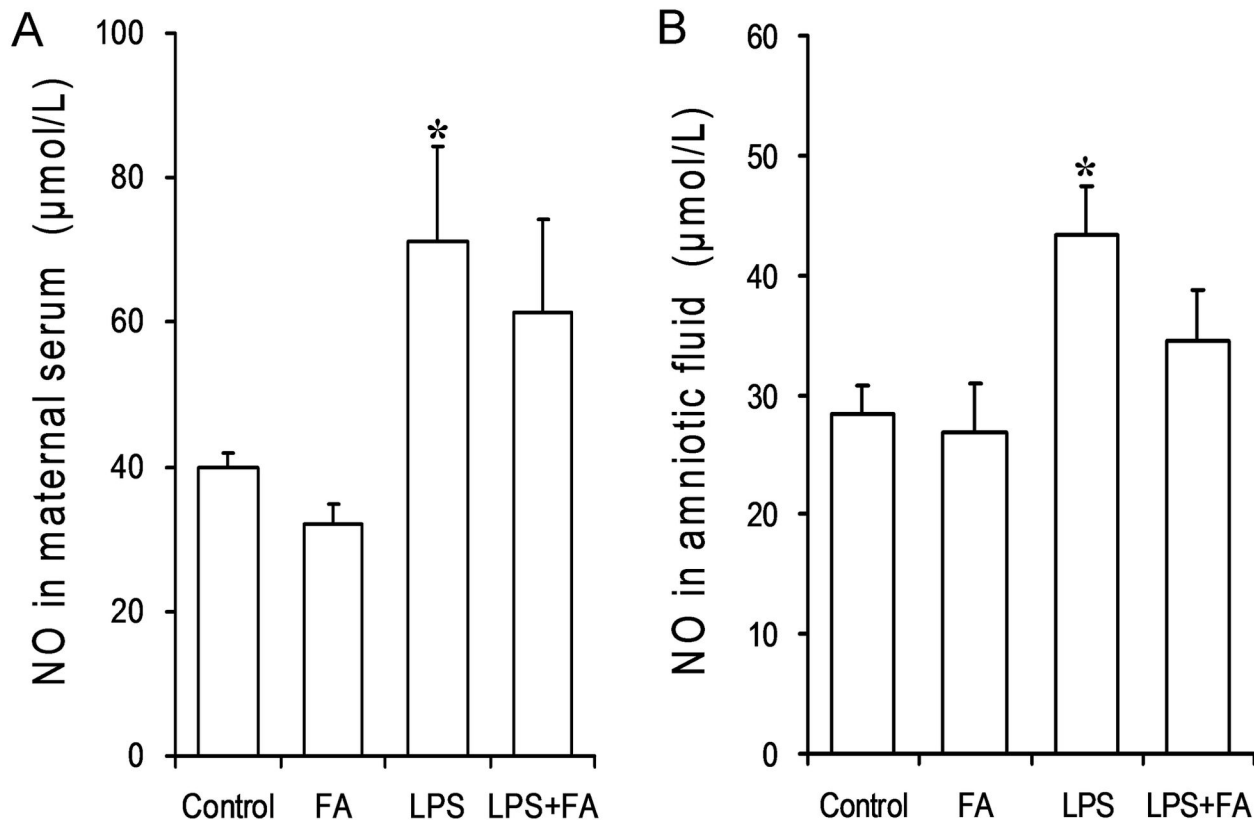 A
NO in maternal serum (µmol/L)
100
80
60
40
20
0
*
Control FA LPS LPS+FA
B
NO in amniotic fluid (µmol/L)
60
50
40
30
20
10
0
*
Control FA LPS LPS+FA